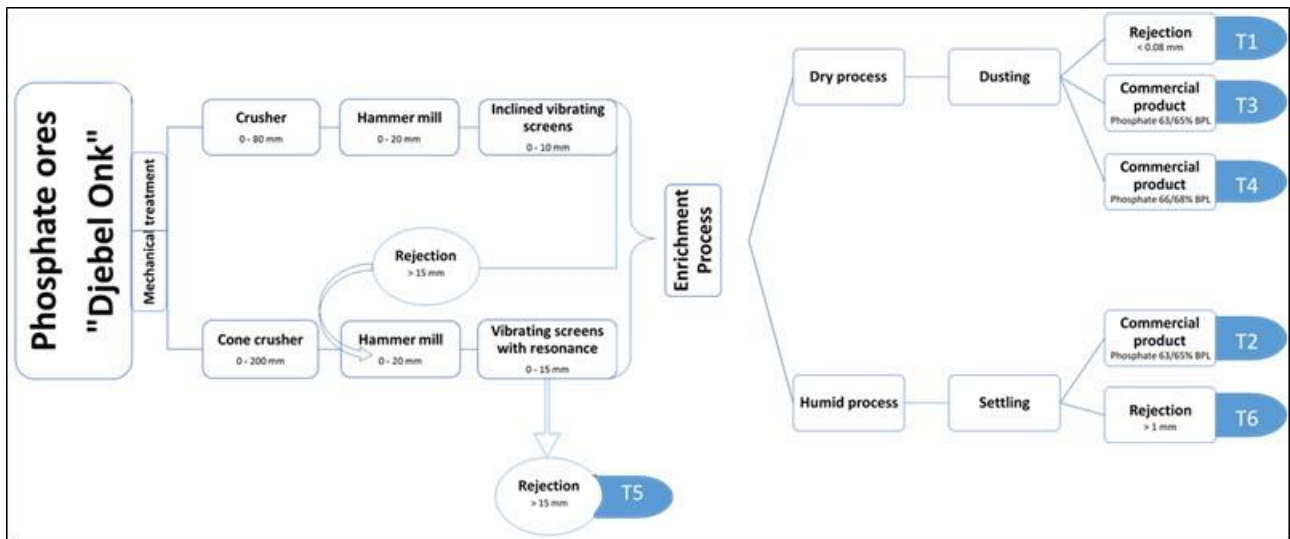 Phosphate ores
"Djebel Onk"
Mechanical treatment
Crusher
0 - 80 mm
Hammer mill
0 - 20 mm
Inclined vibrating
screens
0 - 10 mm
Rejection
> 15 mm
Cone crusher
0 - 200 mm
Hammer mill
0 - 20 mm
Vibrating screens
with resonance
0 - 15 mm
Rejection
> 15 mm
T5
Enrichment
Process
Dry process
Dusting
Rejection
< 0.08 mm
T1
Commercial
product
Phosphate 63/65% BPL
T3
Commercial
product
Phosphate 66/68% BPL
T4
Humid process
Settling
Commercial
product
Phosphate 63/65% BPL
T2
Rejection
> 1 mm
T6